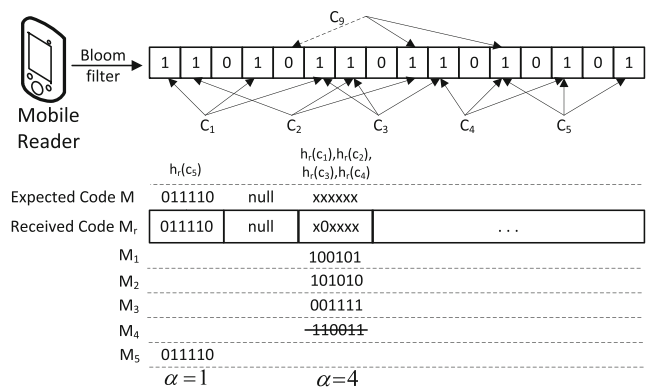 C9
Bloom filter
1 1 0 1 0 1 1 0 1 1 0 1 0 1 0 1
Mobile Reader
C1 C2 C3 C4 C5
hr(c5)
hr(c1),hr(c2),
hr(c3),hr(c4)
Expected Code M 011110 null xxxxxx
Received Code Mr 011110 null x0xxxx ...
M1 100101
M2 101010
M3 001111
M4 110011
M5 011110
α =1 α=4